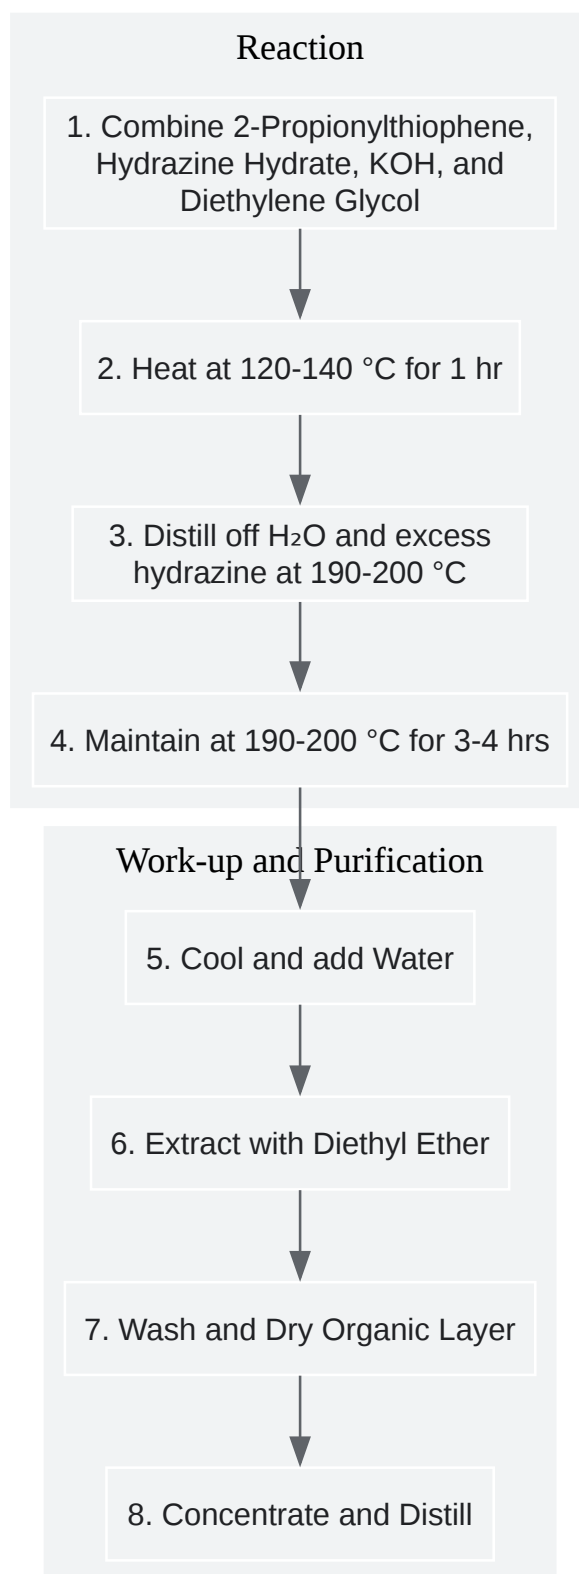 Reaction
1. Combine 2-Propionylthiophene,
Hydrazine Hydrate, KOH, and
Diethylene Glycol
2. Heat at 120-140 °C for 1 hr
3. Distill off H₂O and excess
hydrazine at 190-200 °C
4. Maintain at 190-200 °C for 3-4 hrs
Work-up and Purification
5. Cool and add Water
6. Extract with Diethyl Ether
7. Wash and Dry Organic Layer
8. Concentrate and Distill